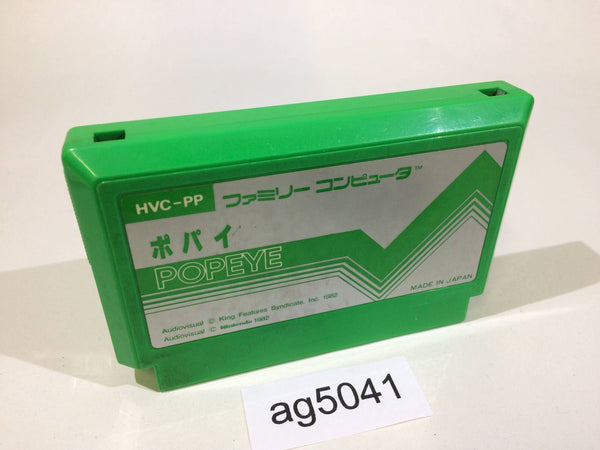 HVC-PP ファミリー コンピュータ™
ポパイ
POPEYE
MADE IN JAPAN
Audiovisual © King Features Syndicate, Inc. 1982
Audiovisual © Nintendo 1982
ag5041